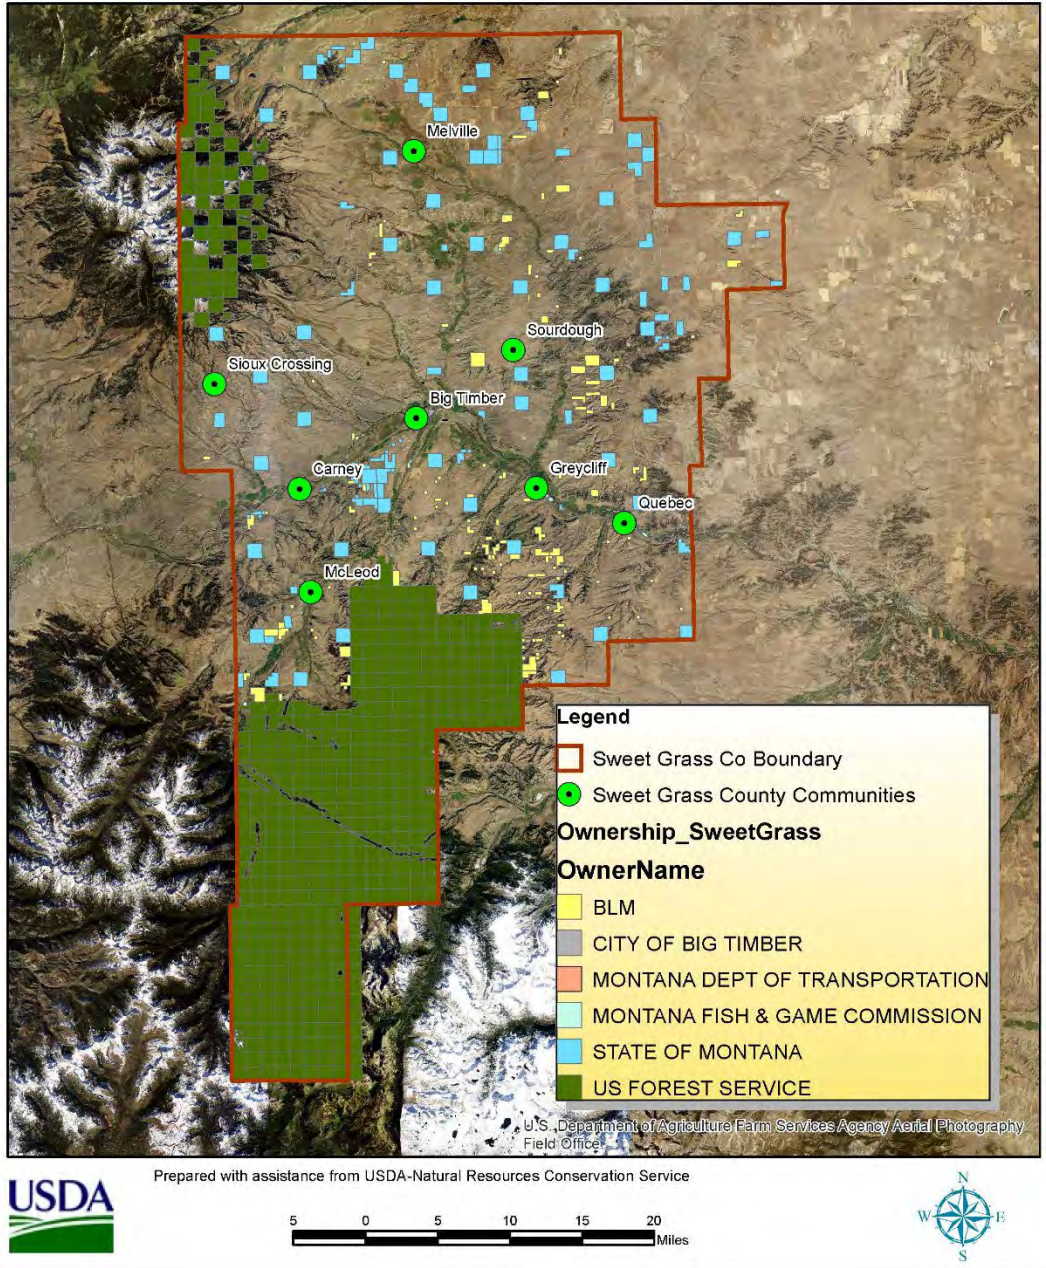 Melville
Sourdough
Sioux Crossing
Big Timber
Carney
Greycliff
Quebec
McLeod
Legend
Sweet Grass Co Boundary
Sweet Grass County Communities
Ownership_SweetGrass
OwnerName
BLM
CITY OF BIG TIMBER
MONTANA DEPT OF TRANSPORTATION
MONTANA FISH & GAME COMMISSION
STATE OF MONTANA
US FOREST SERVICE
U.S. Department of Agriculture Farm Services Agency Aerial Photography
Field Office
Prepared with assistance from USDA-Natural Resources Conservation Service
USDA
5 0 5 10 15 20
Miles
N
W E
S